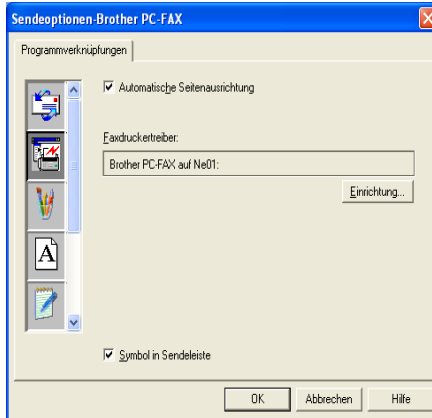 Sendeoptionen-Brother PC-FAX
Programmverknüpfungen
Automatische Seitenausrichtung
Faxdruckertreiber:
Brother PC-FAX auf Ne01:
Einrichtung...
A
Symbol in Sendeleiste
OK Abbrechen Hilfe